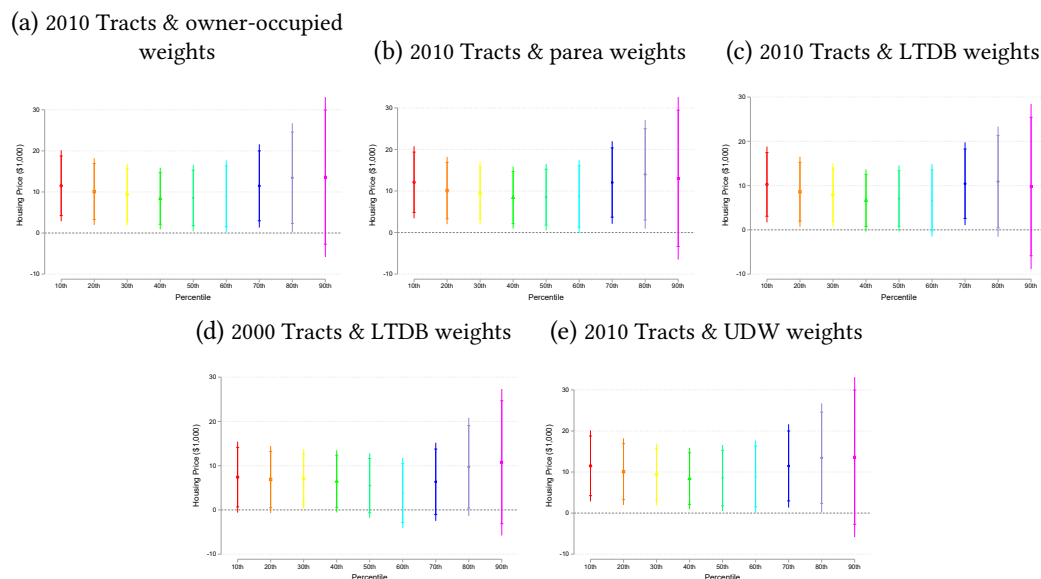 (a) 2010 Tracts & owner-occupied
weights
(b) 2010 Tracts & parea weights
(c) 2010 Tracts & LTDB weights
30
20
10
0
-10
Housing Price ($1,000)
10th 20th 30th 40th 50th 60th 70th 80th 90th
Percentile
30
20
10
0
-10
Housing Price ($1,000)
10th 20th 30th 40th 50th 60th 70th 80th 90th
Percentile
30
20
10
0
-10
Housing Price ($1,000)
10th 20th 30th 40th 50th 60th 70th 80th 90th
Percentile
(d) 2000 Tracts & LTDB weights
(e) 2010 Tracts & UDW weights
30
20
10
0
-10
Housing Price ($1,000)
10th 20th 30th 40th 50th 60th 70th 80th 90th
Percentile
30
20
10
0
-10
Housing Price ($1,000)
10th 20th 30th 40th 50th 60th 70th 80th 90th
Percentile